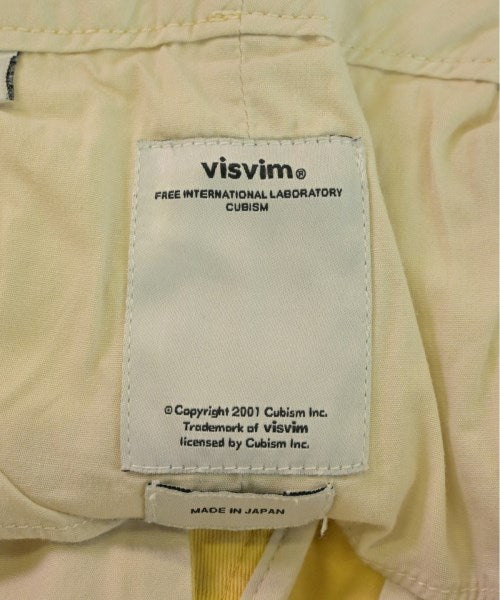 visvim®
FREE INTERNATIONAL LABORATORY
CUBISM
©Copyright 2001 Cubism Inc.
Trademark of visvim
licensed by Cubism Inc.
MADE IN JAPAN